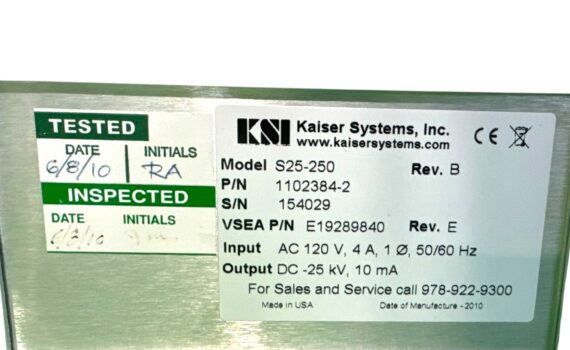 TESTED
DATE INITIALS
6/8/10 RA
INSPECTED
DATE INITIALS
6/8/10
KSI Kaiser Systems, Inc.
www.kaisersystems.com
CE
Model S25-250 Rev. B
P/N 1102384-2
S/N 154029
VSEA P/N E19289840 Rev. E
Input AC 120 V, 4 A, 1 Ø, 50/60 Hz
Output DC -25 kV, 10 mA
For Sales and Service call 978-922-9300
Made in USA Date of Manufacture - 2010